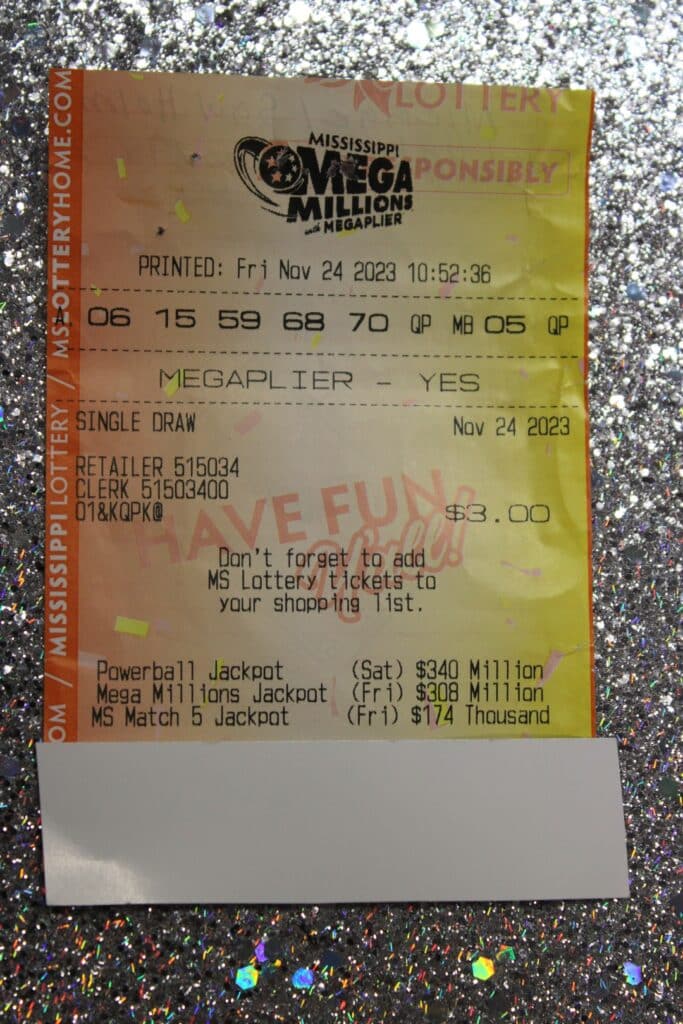 LOTTERY
PONSIBLY
MISSISSIPPI
MEGA
MILLIONS
with MEGAPLIER
PRINTED: Fri Nov 24 2023 10:52:36
A. 06 15 59 68 70 QP MB 05 QP
MEGAPLIER - YES
SINGLE DRAW Nov 24 2023
RETAILER 515034
CLERK 51503400
01&KQPK@ $3.00
HAVE FUN
Y'all!
Don't forget to add
MS Lottery tickets to
your shopping list.
Powerball Jackpot (Sat) $340 Million
Mega Millions Jackpot (Fri) $308 Million
MS Match 5 Jackpot (Fri) $174 Thousand
OM / MISSISSIPPI LOTTERY / MSLOTTERYHOME.COM